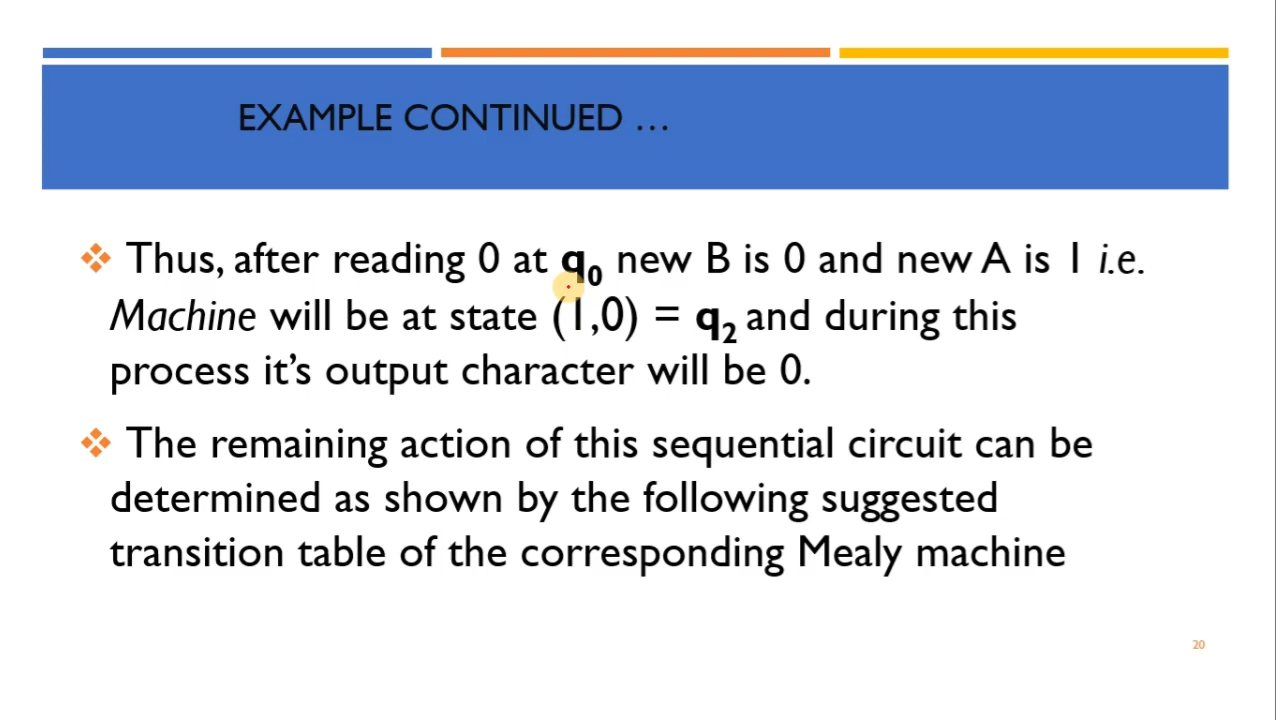 EXAMPLE CONTINUED …
❖ Thus, after reading 0 at q₀ new B is 0 and new A is 1 i.e.
Machine will be at state (1,0) = q₂ and during this
process it’s output character will be 0.
❖ The remaining action of this sequential circuit can be
determined as shown by the following suggested
transition table of the corresponding Mealy machine
20